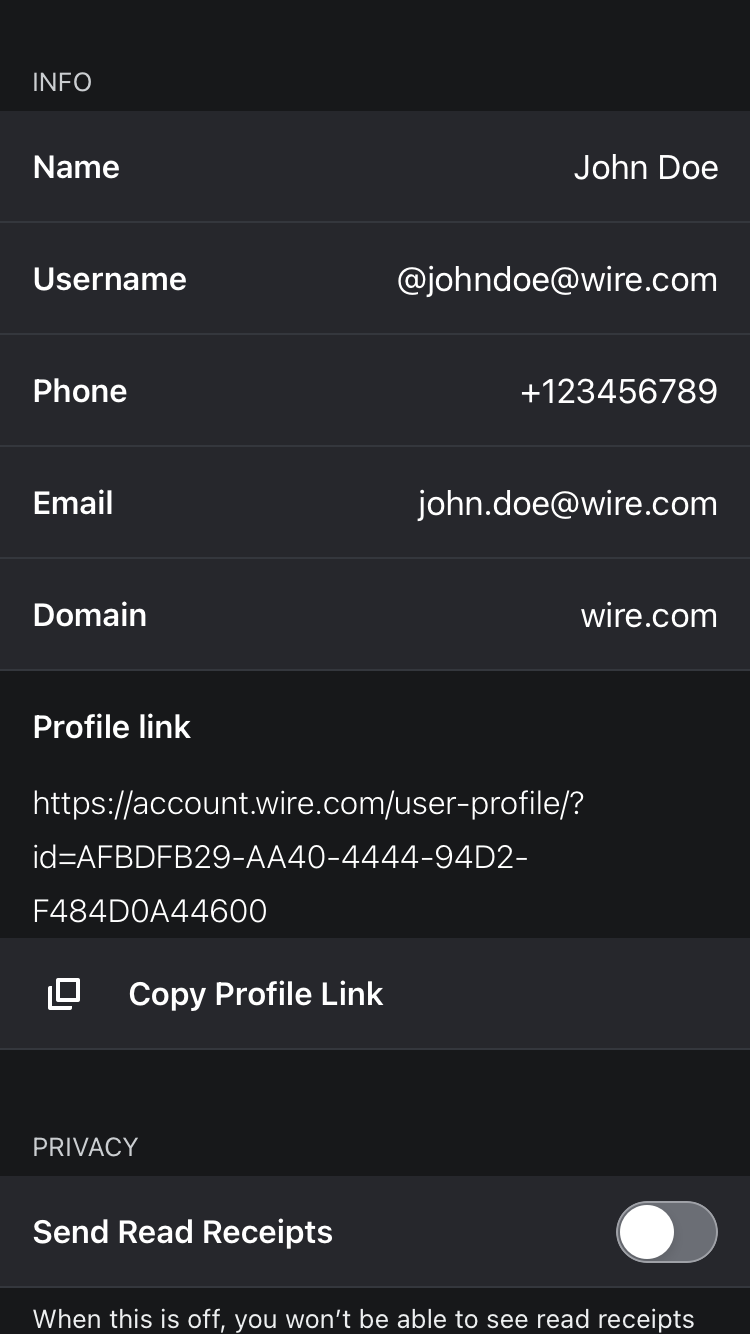 INFO
Name John Doe
Username @johndoe@wire.com
Phone +123456789
Email john.doe@wire.com
Domain wire.com
Profile link
https://account.wire.com/user-profile/?
id=AFBDFB29-AA40-4444-94D2-
F484D0A44600
Copy Profile Link
PRIVACY
Send Read Receipts
When this is off, you won’t be able to see read receipts